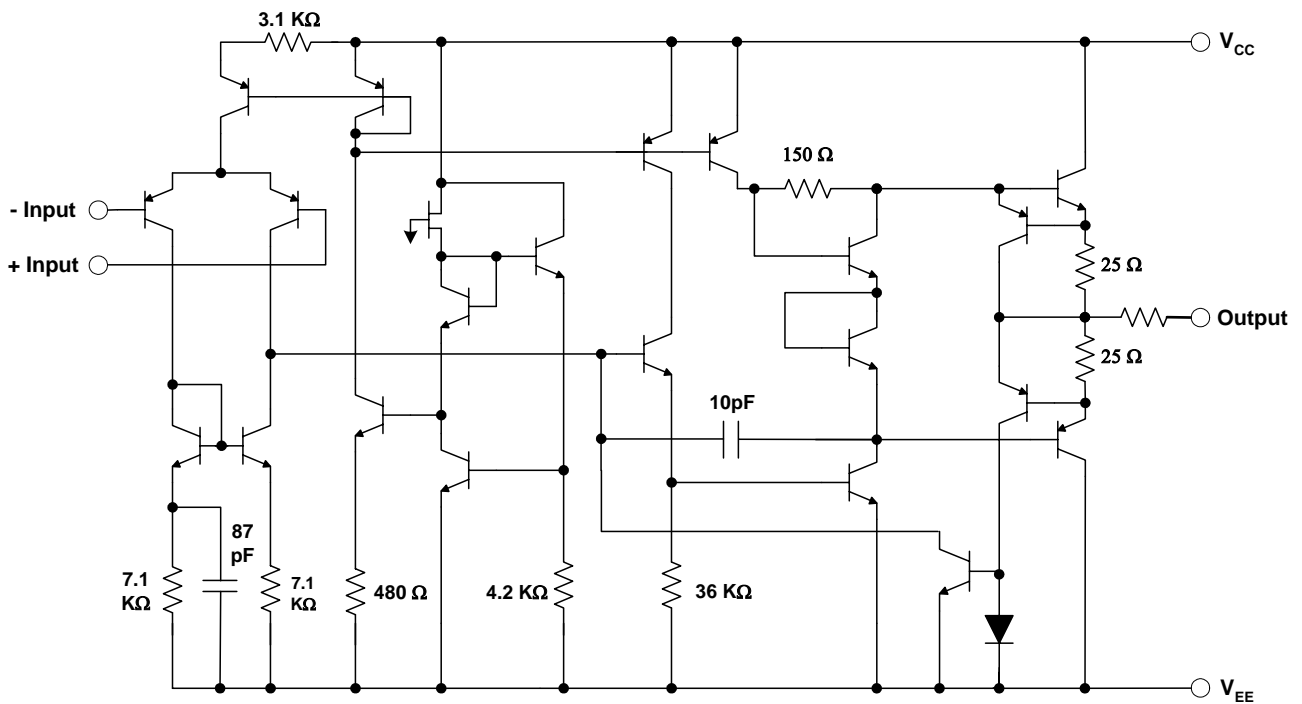 3.1 KΩ
V_CC
150 Ω
- Input
+ Input
25 Ω
Output
25 Ω
10pF
87
pF
7.1
KΩ
7.1
KΩ
480 Ω
4.2 KΩ
36 KΩ
V_EE